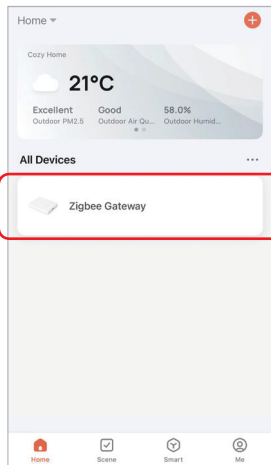 Home
Cozy Home
21°C
Excellent Good 58.0%
Outdoor PM2.5 Outdoor Air Qu... Outdoor Humid...
All Devices
Zigbee Gateway
Home Scene Smart Me